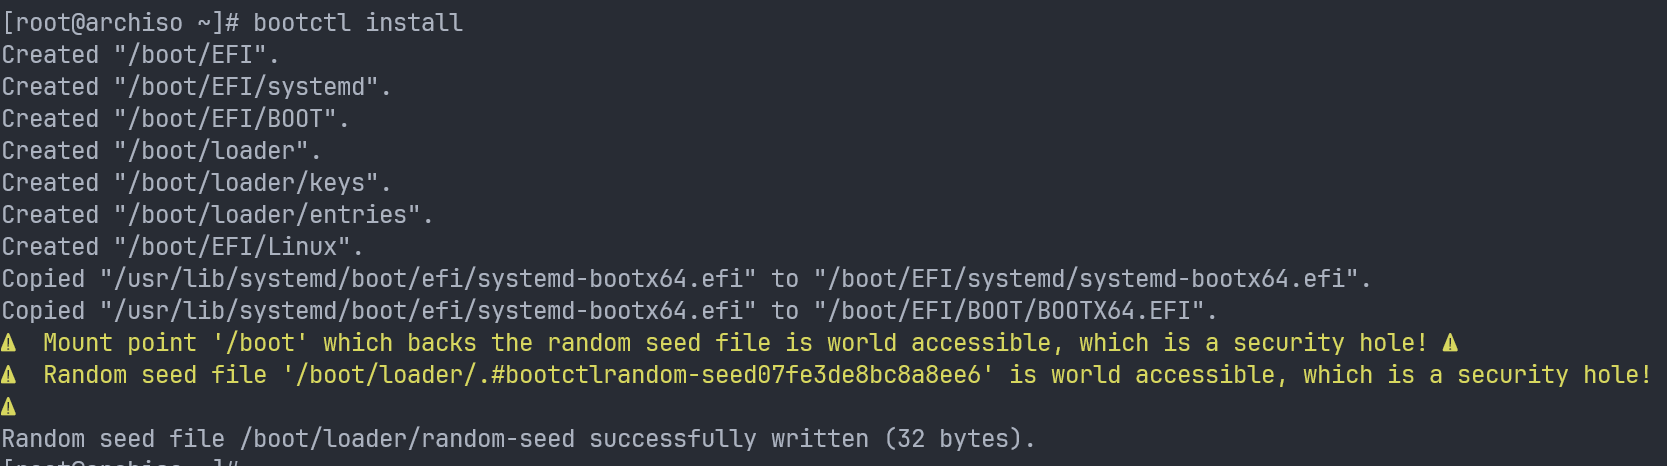 [root@archiso ~]# bootctl install
Created "/boot/EFI".
Created "/boot/EFI/systemd".
Created "/boot/EFI/BOOT".
Created "/boot/loader".
Created "/boot/loader/keys".
Created "/boot/loader/entries".
Created "/boot/EFI/Linux".
Copied "/usr/lib/systemd/boot/efi/systemd-bootx64.efi" to "/boot/EFI/systemd/systemd-bootx64.efi".
Copied "/usr/lib/systemd/boot/efi/systemd-bootx64.efi" to "/boot/EFI/BOOT/BOOTX64.EFI".
⚠ Mount point '/boot' which backs the random seed file is world accessible, which is a security hole! ⚠
⚠ Random seed file '/boot/loader/.#bootctlrandom-seed07fe3de8bc8a8ee6' is world accessible, which is a security hole!
⚠
Random seed file /boot/loader/random-seed successfully written (32 bytes).
[root@archiso ~]#